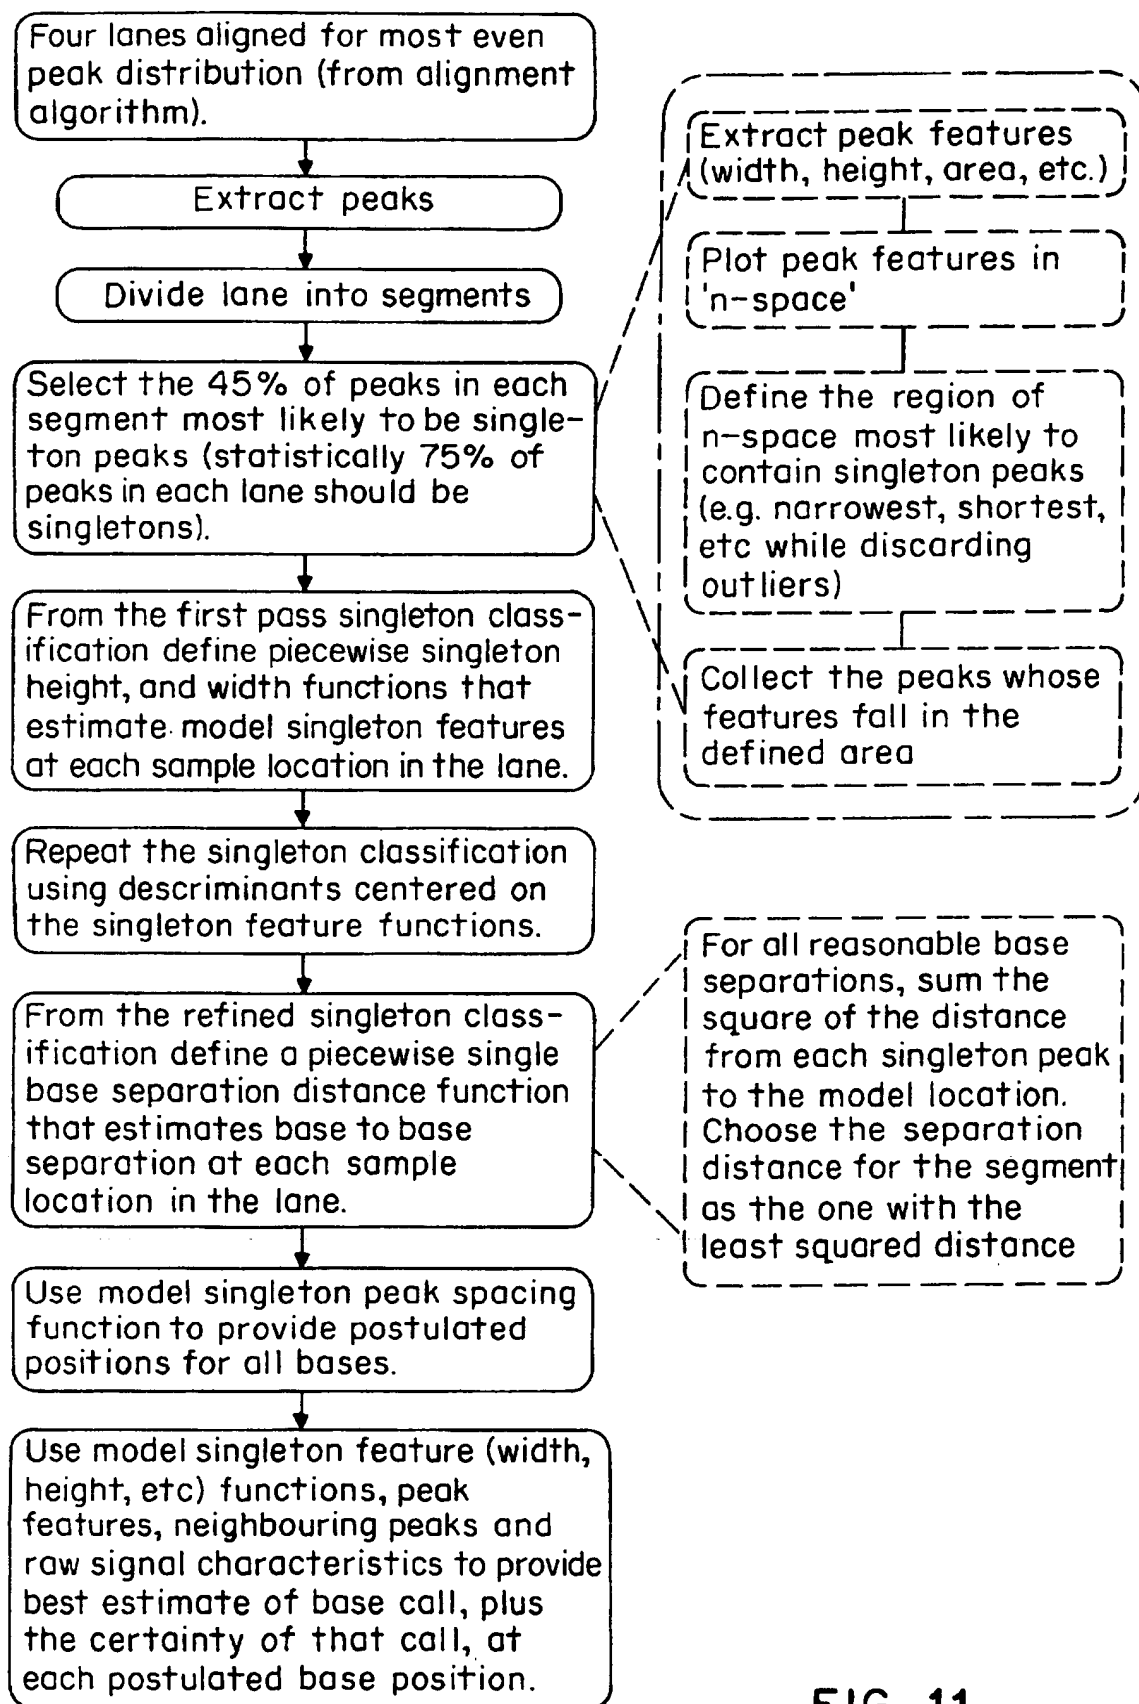 Four lanes aligned for most even
peak distribution (from alignment
algorithm).
Extract peaks
Divide lane into segments
Select the 45% of peaks in each
segment most likely to be single-
ton peaks (statistically 75% of
peaks in each lane should be
singletons).
From the first pass singleton class-
ification define piecewise singleton
height, and width functions that
estimate model singleton features
at each sample location in the lane.
Repeat the singleton classification
using descriminants centered on
the singleton feature functions.
From the refined singleton class-
ification define a piecewise single
base separation distance function
that estimates base to base
separation at each sample
location in the lane.
Use model singleton peak spacing
function to provide postulated
positions for all bases.
Use model singleton feature (width,
height, etc) functions, peak
features, neighbouring peaks and
raw signal characteristics to provide
best estimate of base call, plus
the certainty of that call, at
each postulated base position.
Extract peak features
(width, height, area, etc.)
Plot peak features in
'n-space'
Define the region of
n-space most likely to
contain singleton peaks
(e.g. narrowest, shortest,
etc while discarding
outliers)
Collect the peaks whose
features fall in the
defined area
For all reasonable base
separations, sum the
square of the distance
from each singleton peak
to the model location.
Choose the separation
distance for the segment
as the one with the
least squared distance
FIG. 11